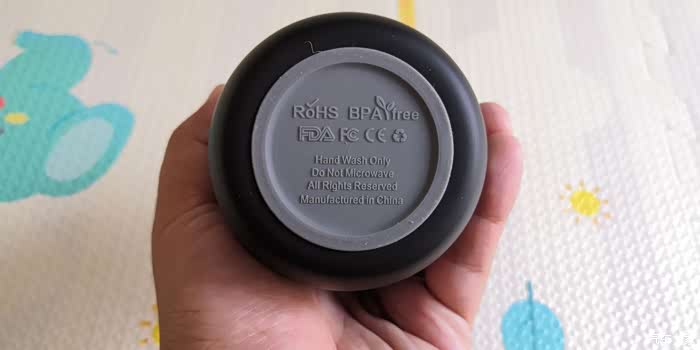 RoHS BPA free
FDA FC CE
Hand Wash Only
Do Not Microwave
All Rights Reserved
Manufactured in China